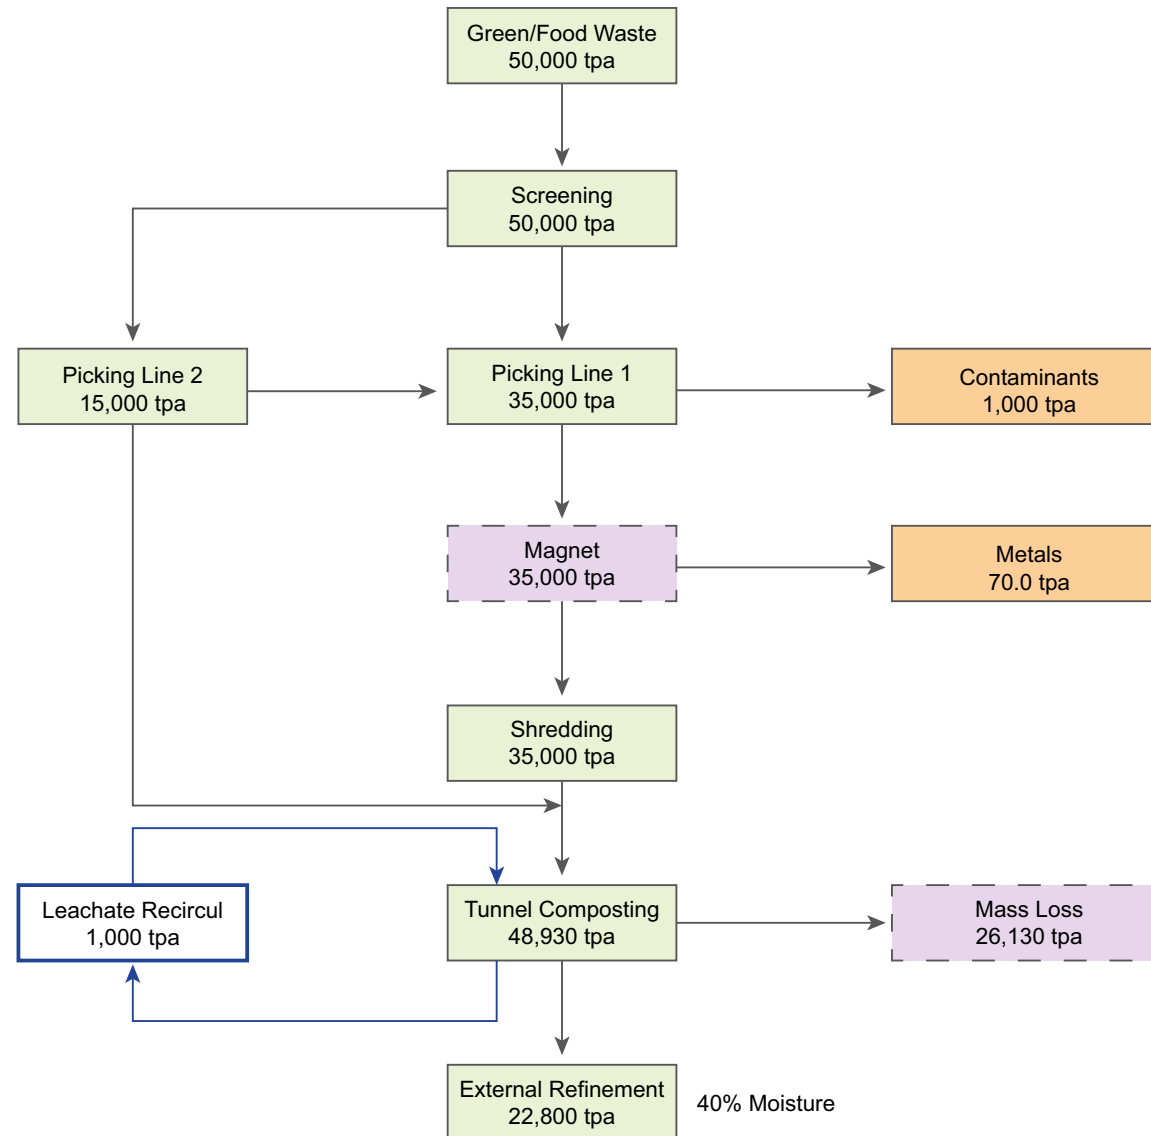 Green/Food Waste
50,000 tpa
Screening
50,000 tpa
Picking Line 2
15,000 tpa
Picking Line 1
35,000 tpa
Contaminants
1,000 tpa
Magnet
35,000 tpa
Metals
70.0 tpa
Shredding
35,000 tpa
Leachate Recircul
1,000 tpa
Tunnel Composting
48,930 tpa
Mass Loss
26,130 tpa
External Refinement
22,800 tpa
40% Moisture